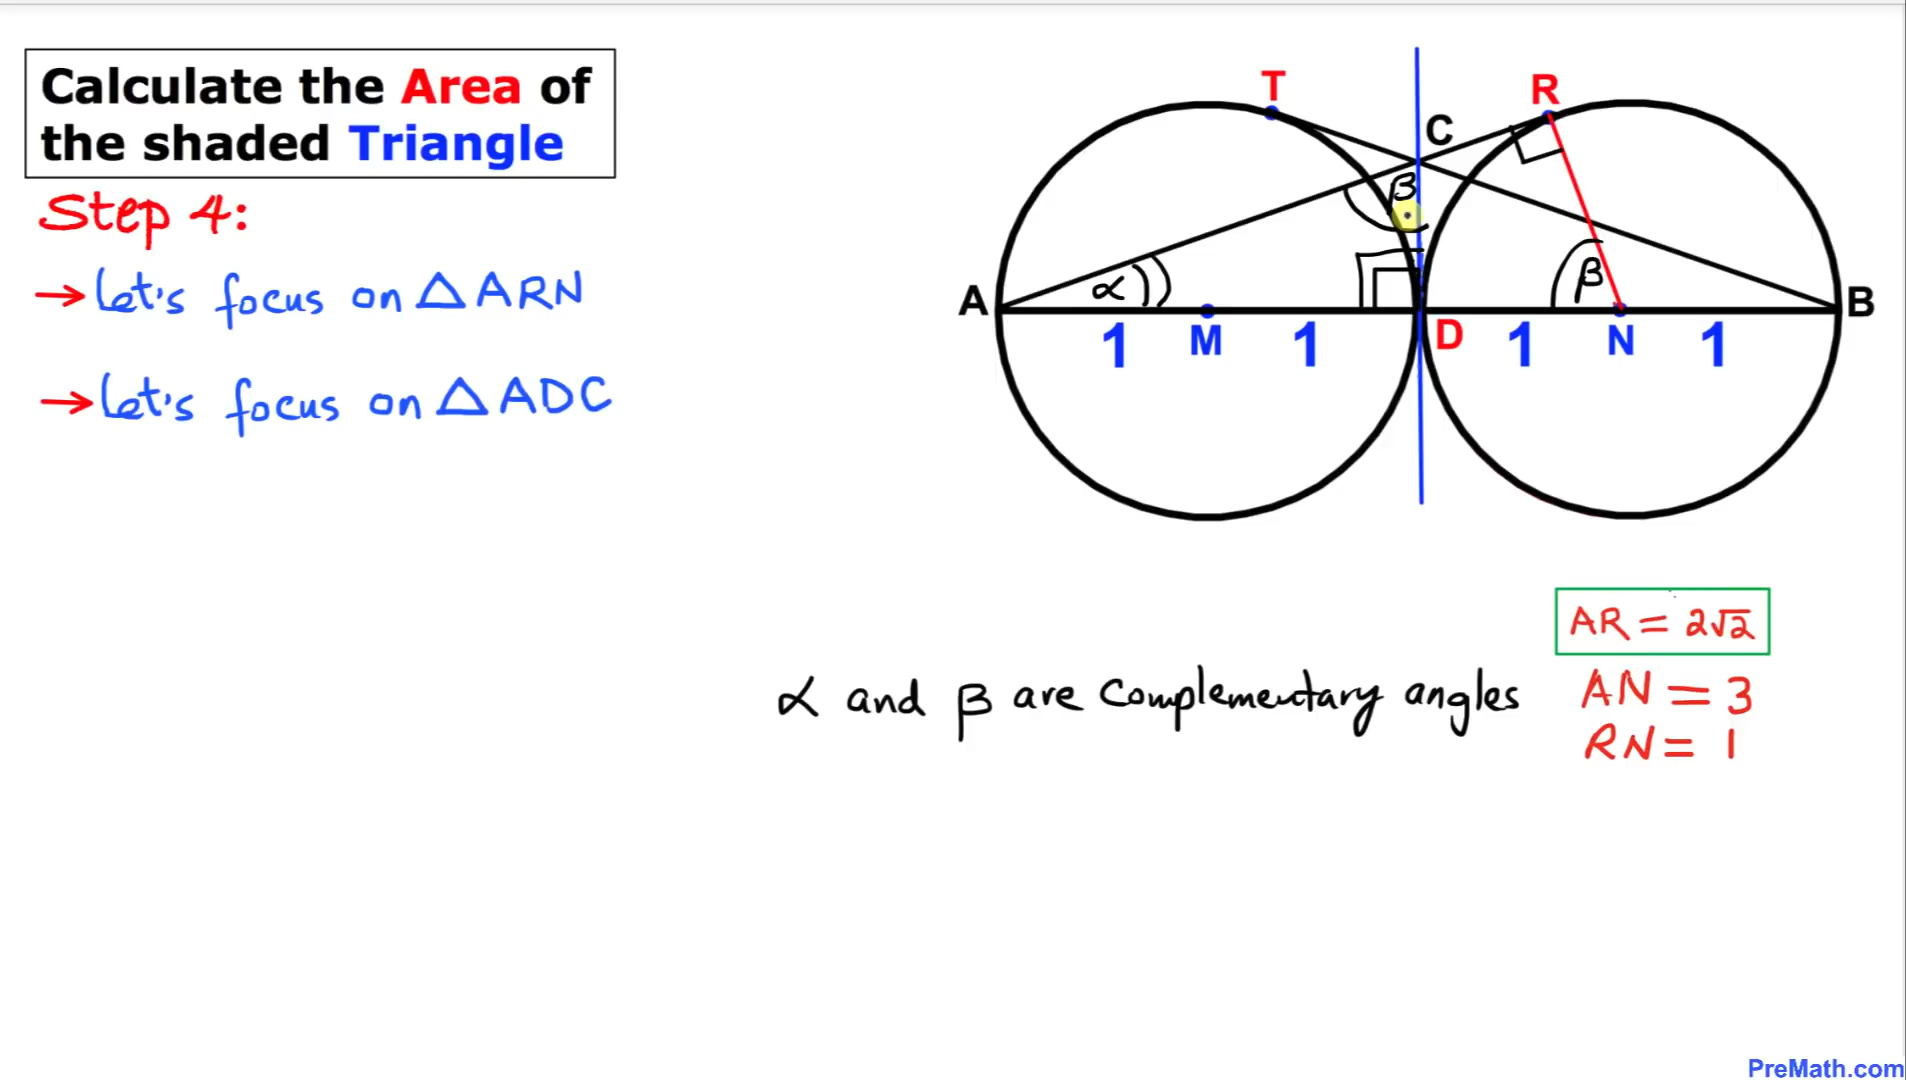 Calculate the Area of
the shaded Triangle
Step 4:
→ Let's focus on △ARN
→ Let's focus on △ADC
T
R
C
β
A
α
β
B
1 M 1 D 1 N 1
AR = 2√2
α and β are complementary angles
AN = 3
RN = 1
PreMath.com